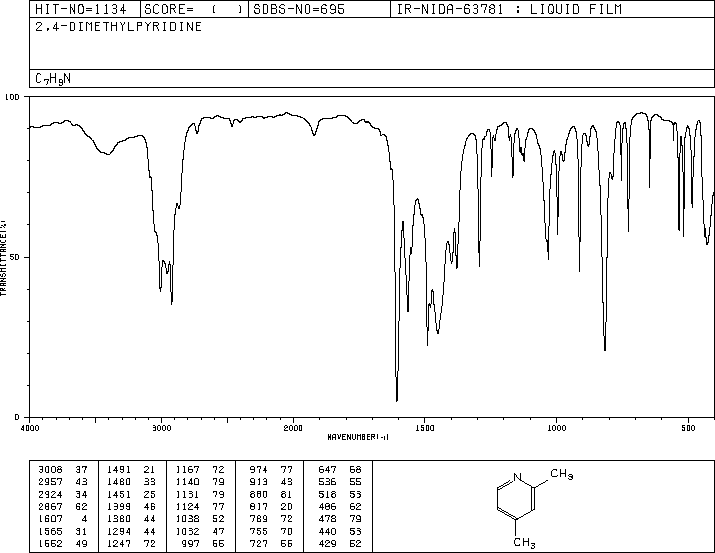 HIT-NO=1134 SCORE= ( ) SDBS-NO=695 IR-NIDA-63781 : LIQUID FILM
2,4-DIMETHYLPYRIDINE
C7H9N
100
50
0
TRANSMITTANCE(%)
4000 3000 2000 1500 1000 500
WAVENUMBER(-1)
3008 37 1491 21 1167 72 974 77 647 68
2957 43 1480 33 1140 79 913 43 536 55
2924 34 1451 25 1131 79 880 81 518 53
2867 62 1399 46 1124 77 817 20 486 62
1607 4 1380 44 1038 52 789 72 478 79
1565 31 1294 44 1032 47 755 70 440 53
1552 49 1247 72 997 55 727 56 429 52
N
CH3
CH3